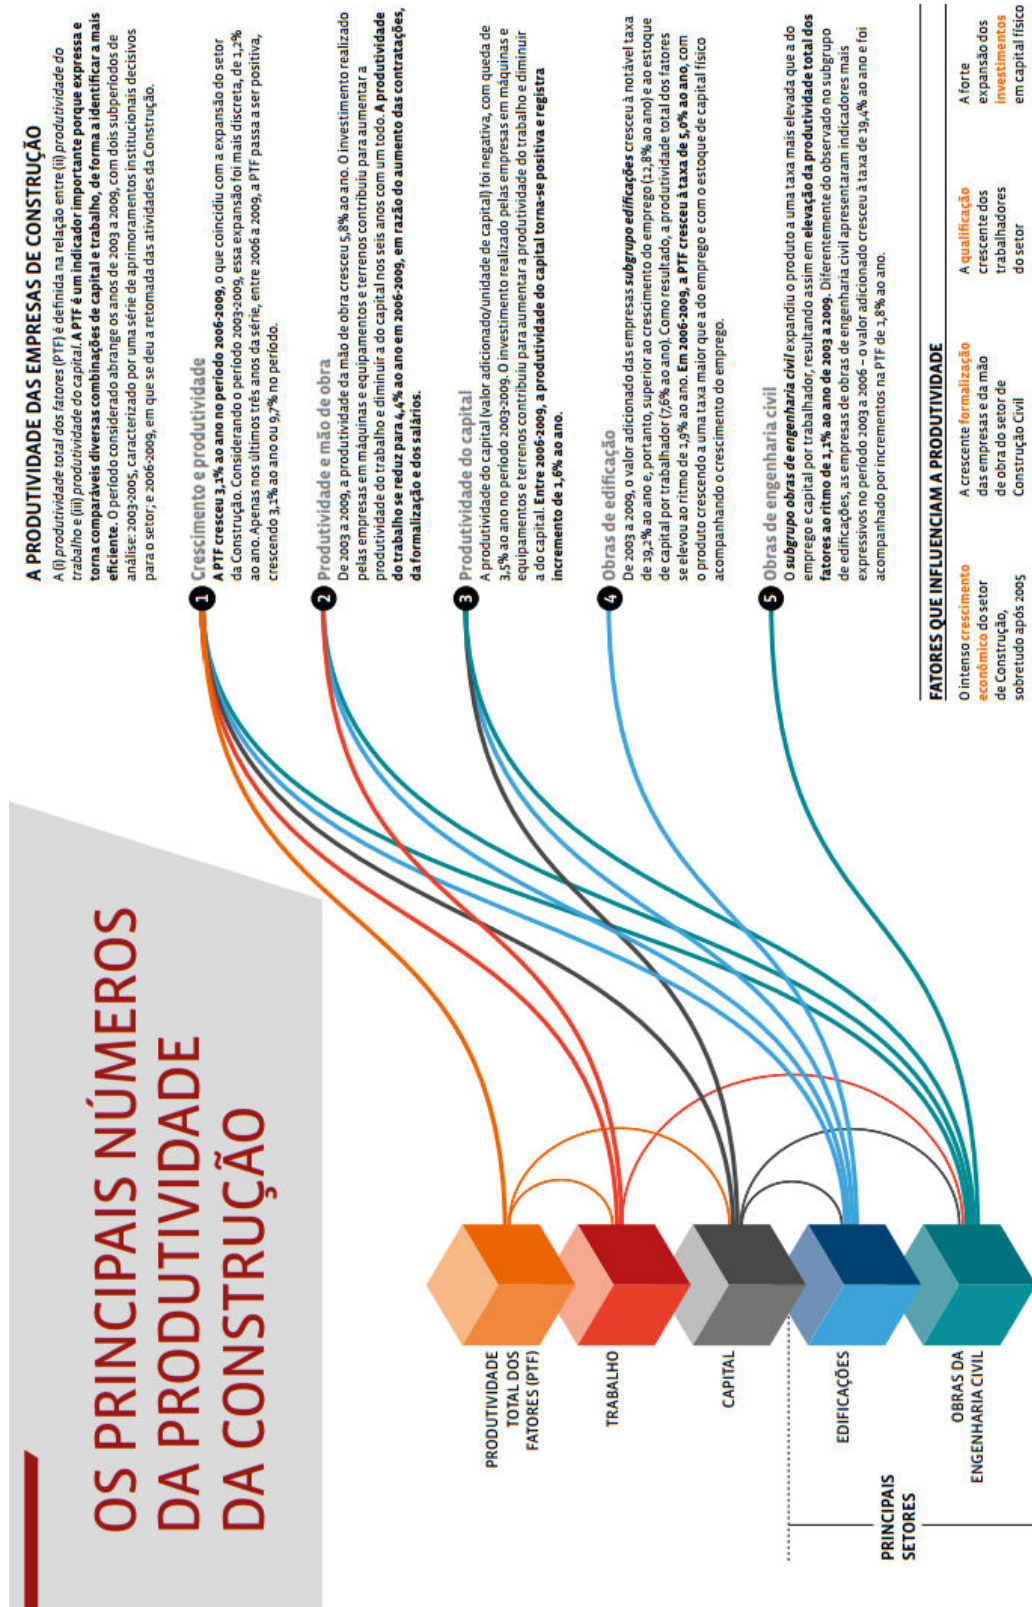 OS PRINCIPAIS NÚMEROS
DA PRODUTIVIDADE
DA CONSTRUÇÃO
PRODUTIVIDADE
TOTAL DOS
FATORES (PTF)
TRABALHO
CAPITAL
EDIFICAÇÕES
OBRAS DA
ENGENHARIA CIVIL
PRINCIPAIS
SETORES
A PRODUTIVIDADE DAS EMPRESAS DE CONSTRUÇÃO
A (i) produtividade total dos fatores (PTF) é definida na relação entre (ii) produtividade do
trabalho e (iii) produtividade do capital. A PTF é um indicador importante porque expressa e
torna comparáveis diversas combinações de capital e trabalho, de forma a identificar a mais
eficiente. O período considerado abrange os anos de 2003 a 2009, com dois subperíodos de
análise: 2003-2005, caracterizado por uma série de aprimoramentos institucionais decisivos
para o setor; e 2006-2009, em que se deu a retomada das atividades da Construção.
1 Crescimento e produtividade
A PTF cresceu 3,1% ao ano no período 2006-2009, o que coincidiu com a expansão do setor
da Construção. Considerando o período 2003-2009, essa expansão foi mais discreta, de 1,2%
ao ano. Apenas nos últimos três anos da série, entre 2006 a 2009, a PTF passa a ser positiva,
crescendo 3,1% ao ano ou 9,7% no período.
2 Produtividade e mão de obra
De 2003 a 2009, a produtividade da mão de obra cresceu 5,8% ao ano. O investimento realizado
pelas empresas em máquinas e equipamentos e terrenos contribuiu para aumentar a
produtividade do trabalho e diminuir a do capital nos seis anos com um todo. A produtividade
do trabalho se reduz para 4,4% ao ano em 2006-2009, em razão do aumento das contratações,
da formalização e dos salários.
3 Produtividade do capital
A produtividade do capital (valor adicionado/unidade de capital) foi negativa, com queda de
3,5% ao ano no período 2003-2009. O investimento realizado pelas empresas em máquinas e
equipamentos e terrenos contribuiu para aumentar a produtividade do trabalho e diminuir
a do capital. Entre 2006-2009, a produtividade do capital torna-se positiva e registra
incremento de 1,6% ao ano.
4 Obras de edificação
De 2003 a 2009, o valor adicionado das empresas subgrupo edificações cresceu à notável taxa
de 19,2% ao ano e, portanto, superior ao crescimento do emprego (12,8% ao ano) e ao estoque
de capital por trabalhador (7,6% ao ano). Como resultado, a produtividade total dos fatores
se elevou ao ritmo de 1,9% ao ano. Em 2006-2009, a PTF cresceu à taxa de 5,0% ao ano, com
o produto crescendo a uma taxa maior que a do emprego e com o estoque de capital físico
acompanhando o crescimento do emprego.
5 Obras de engenharia civil
O subgrupo obras de engenharia civil expandiu o produto a uma taxa mais elevada que a do
emprego e capital por trabalhador, resultando assim em elevação da produtividade total dos
fatores ao ritmo de 1,1% ao ano de 2003 a 2009. Diferentemente do observado no subgrupo
de edificações, as empresas de obras de engenharia civil apresentaram indicadores mais
expressivos no período 2003 a 2006 – o valor adicionado cresceu à taxa de 19,4% ao ano e foi
acompanhado por incrementos na PTF de 1,8% ao ano.
FATORES QUE INFLUENCIAM A PRODUTIVIDADE
O intenso crescimento
econômico do setor
de Construção,
sobretudo após 2005
A crescente formalização
das empresas e da mão
de obra do setor de
Construção Civil
A qualificação
crescente dos
trabalhadores
do setor
A forte
expansão dos
investimentos
em capital físico